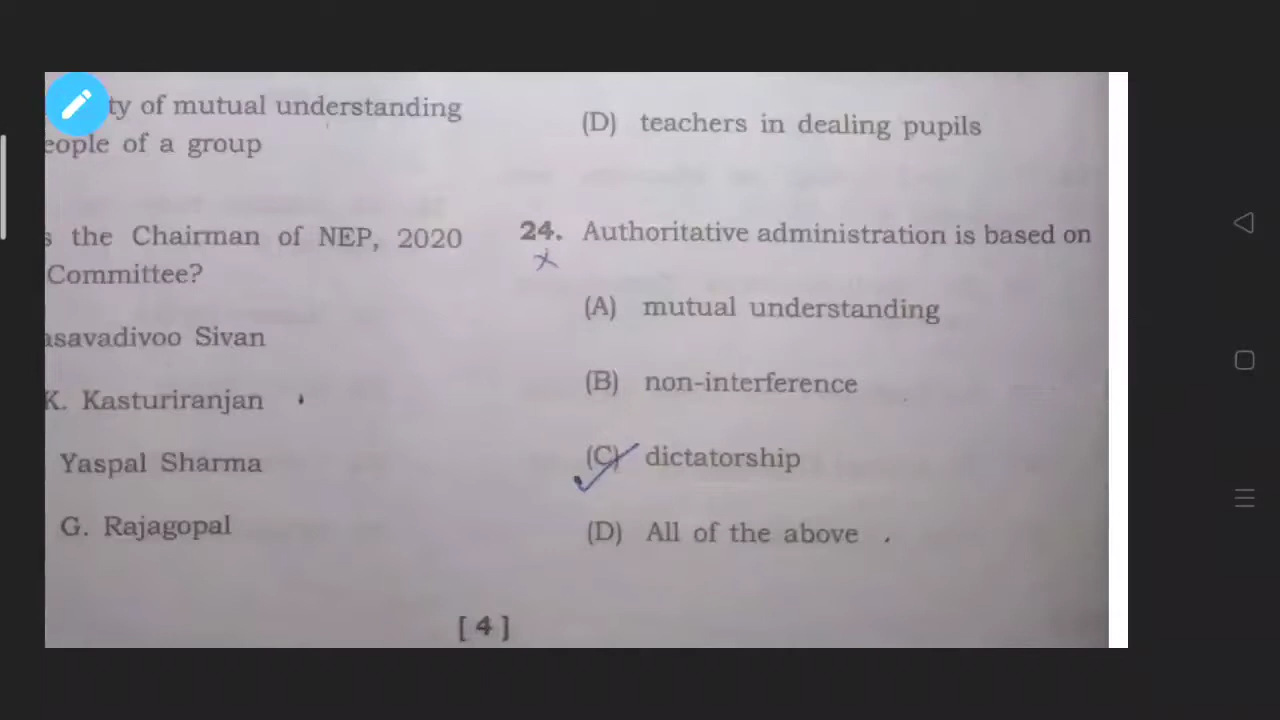 ty of mutual understanding
eople of a group
s the Chairman of NEP, 2020
Committee?
asavadivoo Sivan
K. Kasturiranjan
Yaspal Sharma
G. Rajagopal
(D) teachers in dealing pupils
24. Authoritative administration is based on
(A) mutual understanding
(B) non-interference
(C) dictatorship
(D) All of the above
[ 4 ]